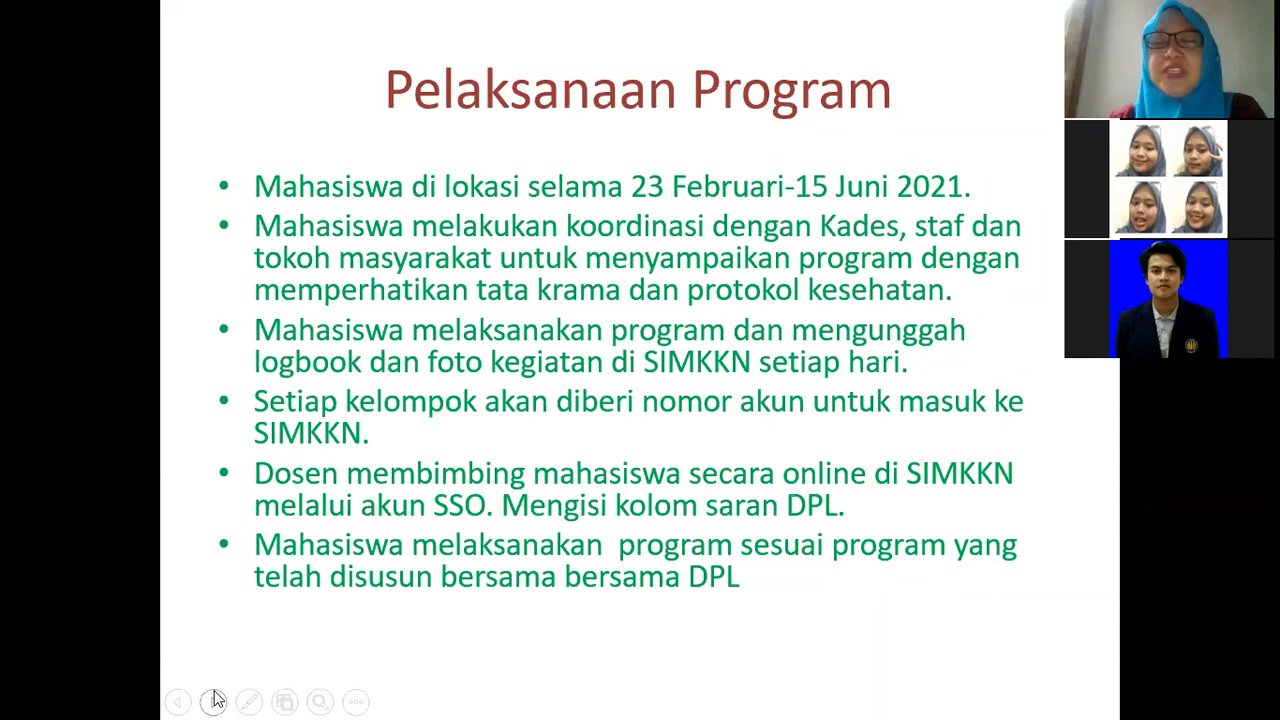 Pelaksanaan Program
• Mahasiswa di lokasi selama 23 Februari-15 Juni 2021.
• Mahasiswa melakukan koordinasi dengan Kades, staf dan
tokoh masyarakat untuk menyampaikan program dengan
memperhatikan tata krama dan protokol kesehatan.
• Mahasiswa melaksanakan program dan mengunggah
logbook dan foto kegiatan di SIMKKN setiap hari.
• Setiap kelompok akan diberi nomor akun untuk masuk ke
SIMKKN.
• Dosen membimbing mahasiswa secara online di SIMKKN
melalui akun SSO. Mengisi kolom saran DPL.
• Mahasiswa melaksanakan  program sesuai program yang
telah disusun bersama bersama DPL